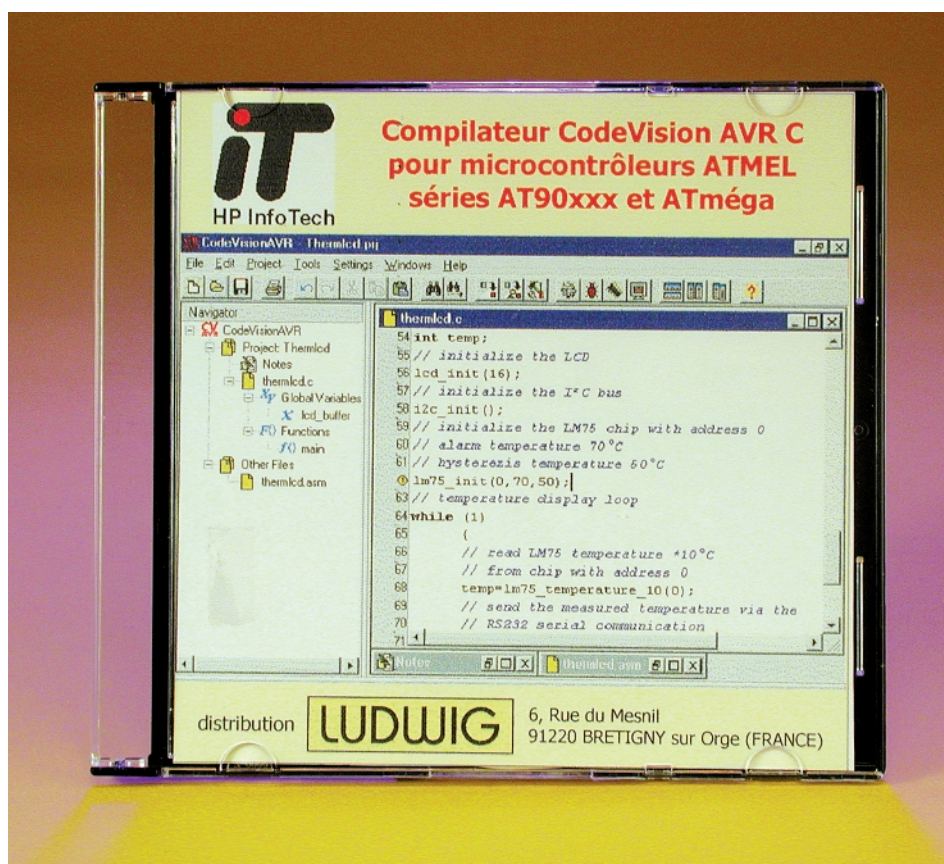 iT
HP InfoTech
Compilateur CodeVision AVR C
pour microcontrôleurs ATMEL
séries AT90xxx et ATméga
CodeVisionAVR - Thermlcd.prj
File Edit Project Tools Settings Windows Help
Navigator
CodeVisionAVR
Project: Thermlcd
Notes
thermlcd.c
Global Variables
lcd_buffer
Functions
main
Other Files
thermlcd.asm
thermlcd.c
54 int temp;
55 // initialize the LCD
56 lcd_init(16);
57 // initialize the I²C bus
58 i2c_init();
59 // initialize the LM75 chip with address 0
60 // alarm temperature 70°C
61 // hysterezis temperature 50°C
lm75_init(0,70,50);
63 // temperature display loop
64 while (1)
65 {
66 // read LM75 temperature *10°C
67 // from chip with address 0
68 temp=lm75_temperature_10(0);
69 // send the measured temperature via the
70 // RS232 serial communication
71
Notes
thermlcd.asm
distribution
LUDWIG
6, Rue du Mesnil
91220 BRETIGNY sur Orge (FRANCE)